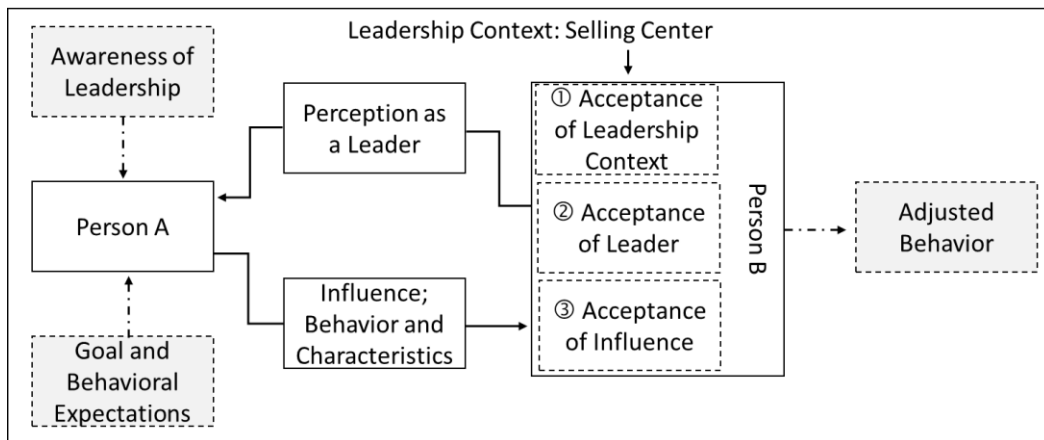 Leadership Context: Selling Center
Awareness of
Leadership
Perception as
a Leader
① Acceptance
of Leadership
Context
Person A
② Acceptance
of Leader
Person B
Adjusted
Behavior
Influence;
Behavior and
Characteristics
③ Acceptance
of Influence
Goal and
Behavioral
Expectations